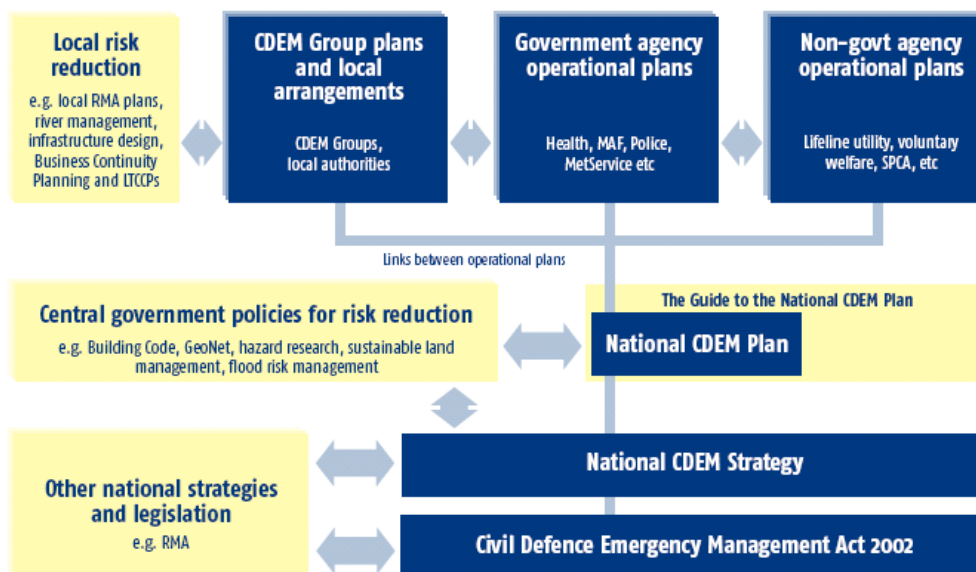 Local risk
reduction
e.g. local RMA plans,
river management,
infrastructure design,
Business Continuity
Planning and LTCCPs
CDEM Group plans
and local
arrangements
CDEM Groups,
local authorities
Government agency
operational plans
Health, MAF, Police,
MetService etc
Non-govt agency
operational plans
Lifeline utility, voluntary
welfare, SPCA, etc
Links between operational plans
Central government policies for risk reduction
e.g. Building Code, GeoNet, hazard research, sustainable land
management, flood risk management
The Guide to the National CDEM Plan
National CDEM Plan
Other national strategies
and legislation
e.g. RMA
National CDEM Strategy
Civil Defence Emergency Management Act 2002